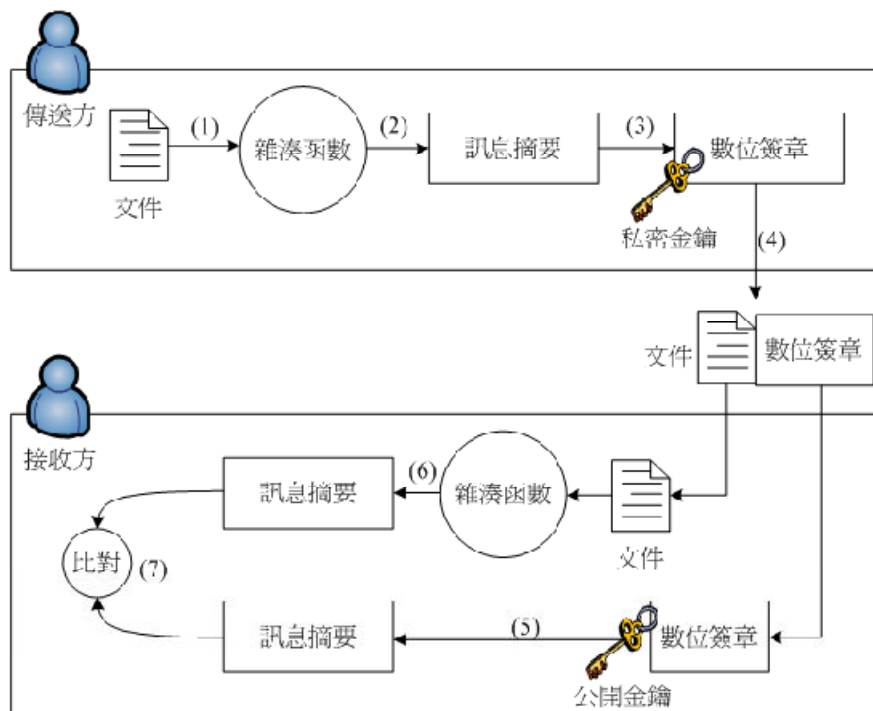 傳送方
(1)
雜湊函數
(2)
訊息摘要
(3)
數位簽章
文件
私密金鑰
(4)
文件
數位簽章
接收方
訊息摘要
(6)
雜湊函數
文件
比對
(7)
訊息摘要
(5)
數位簽章
公開金鑰